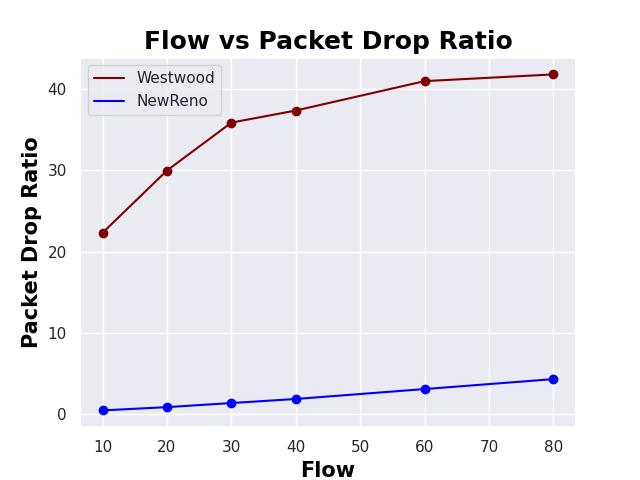 Flow vs Packet Drop Ratio
Westwood
NewReno
Packet Drop Ratio
40
30
20
10
0
10 20 30 40 50 60 70 80
Flow